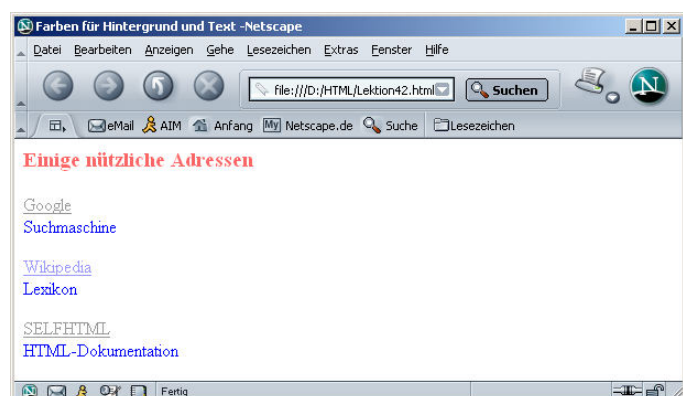 Farben für Hintergrund und Text -Netscape
Datei Bearbeiten Anzeigen Gehe Lesezeichen Extras Fenster Hilfe
file:///D:/HTML/Lektion42.html Suchen N
eMail AIM Anfang My Netscape.de Suche Lesezeichen
Einige nützliche Adressen
Google
Suchmaschine
Wikipedia
Lexikon
SELFHTML
HTML-Dokumentation
Fertig